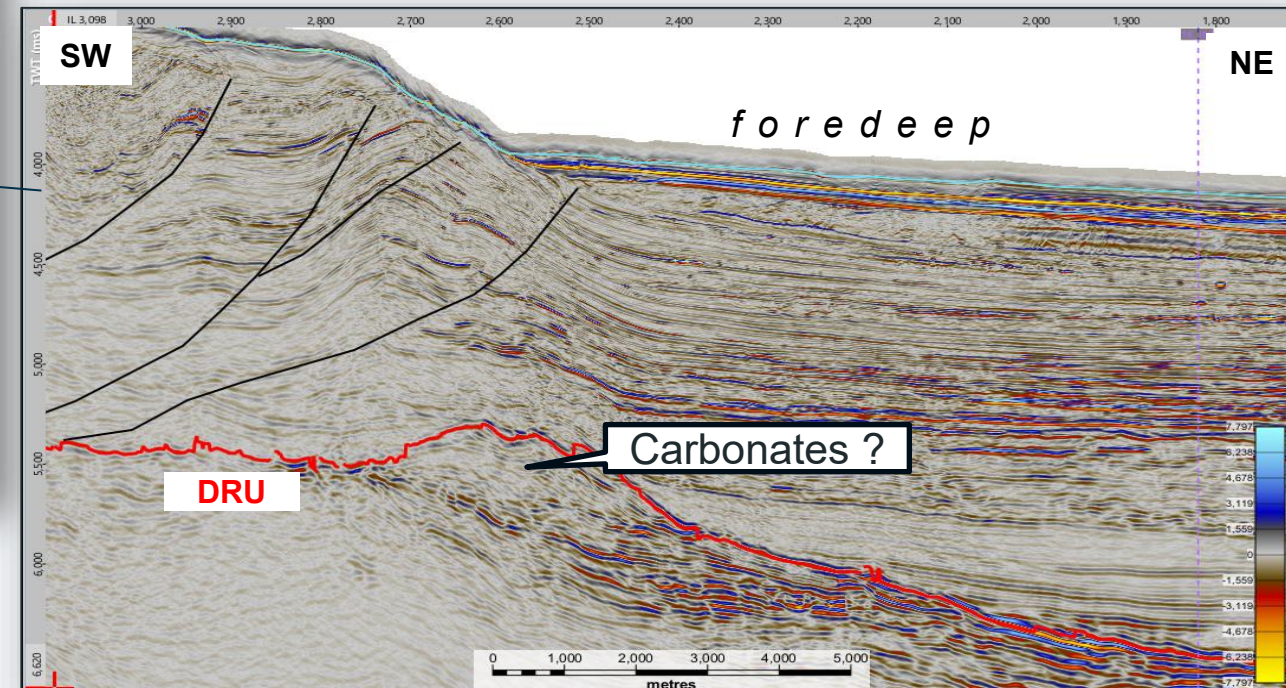 IL 3,098 3,000 2,900 2,800 2,700 2,600 2,500 2,400 2,300 2,200 2,100 2,000 1,900 1,800
TWT (ms)
SW
NE
f o r e d e e p
4,000
4,500
5,000
5,500
6,000
6,620
Carbonates ?
DRU
7,797
6,238
4,678
3,119
1,559
0
-1,559
-3,119
-4,678
-6,238
-7,797
0 1,000 2,000 3,000 4,000 5,000
metres